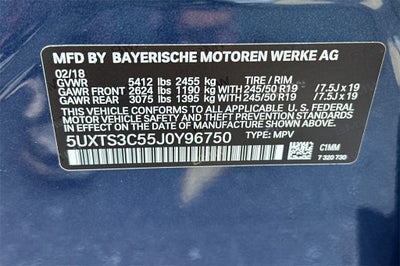 MFD BY BAYERISCHE MOTOREN WERKE AG
02/18
GVWR 5412 lbs 2455 kg TIRE / RIM
GAWR FRONT 2624 lbs 1190 kg WITH 245/50 R19 / 7.5J x 19
GAWR REAR 3075 lbs 1395 kg WITH 245/50 R19 / 7.5J x 19
THIS VEHICLE CONFORMS TO ALL APPLICABLE U. S. FEDERAL
MOTOR VEHICLE SAFETY AND THEFT PREVENTION STANDARDS
IN EFFECT ON THE DATE OF MANUFACTURE SHOWN ABOVE.
5UXTS3C55J0Y96750 TYPE: MPV
C1MM
7 320 730